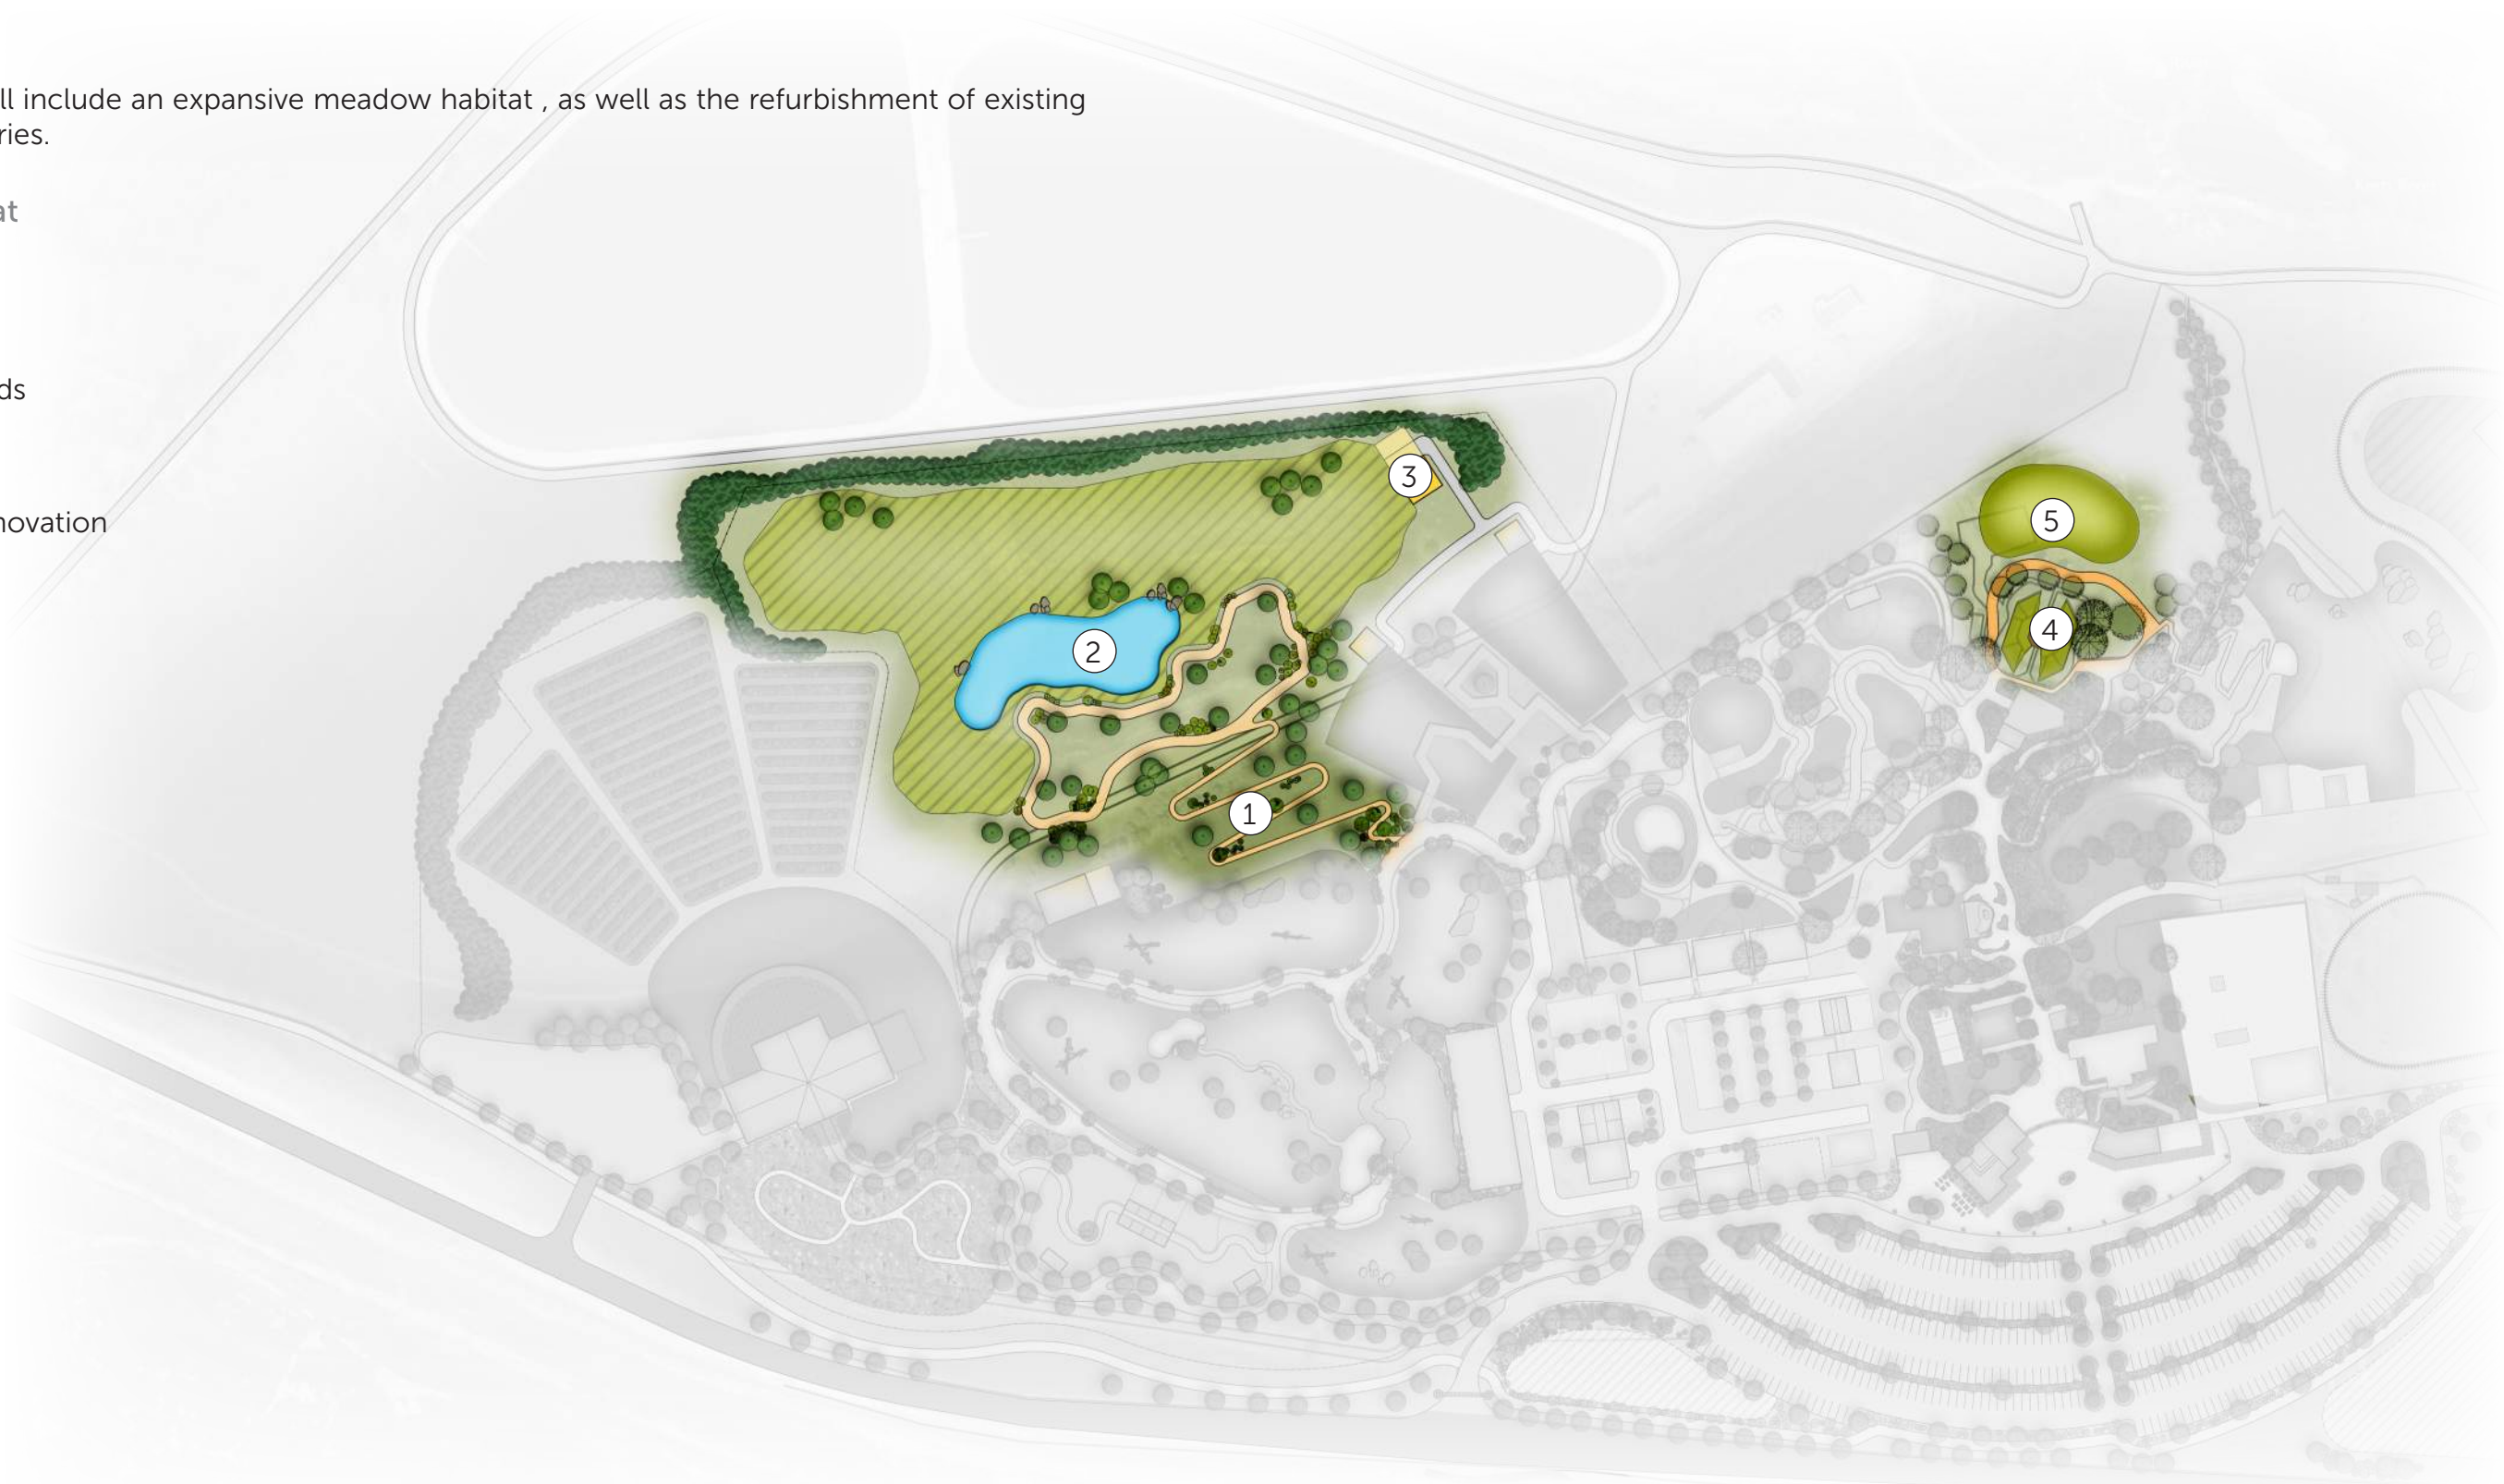 ll include an expansive meadow habitat , as well as the refurbishment of existing
ries.
at
ds
novation
3
5
4
2
1